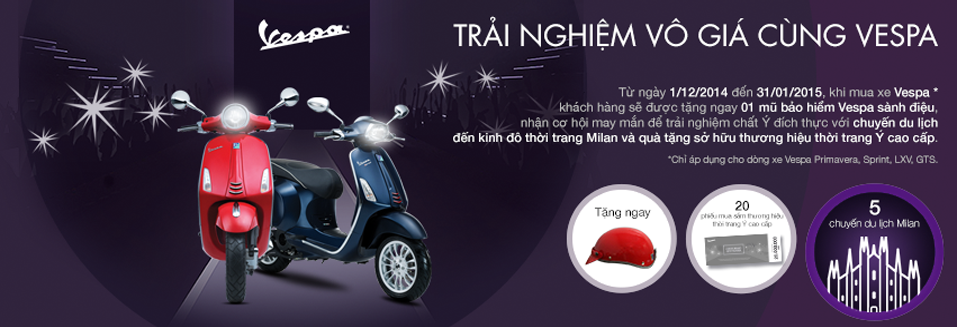 Vespa
TRẢI NGHIỆM VÔ GIÁ CÙNG VESPA
Từ ngày 1/12/2014 đến 31/01/2015, khi mua xe Vespa *
khách hàng sẽ được tặng ngay 01 mũ bảo hiểm Vespa sành điệu,
nhận cơ hội may mắn để trải nghiệm chất Ý đích thực với chuyến du lịch
đến kinh đô thời trang Milan và quà tặng sở hữu thương hiệu thời trang Ý cao cấp.
*Chỉ áp dụng cho dòng xe Vespa Primavera, Sprint, LXV, GTS.
Tặng ngay
20
phiếu mua sắm thương hiệu
thời trang Ý cao cấp
5
chuyến du lịch Milan